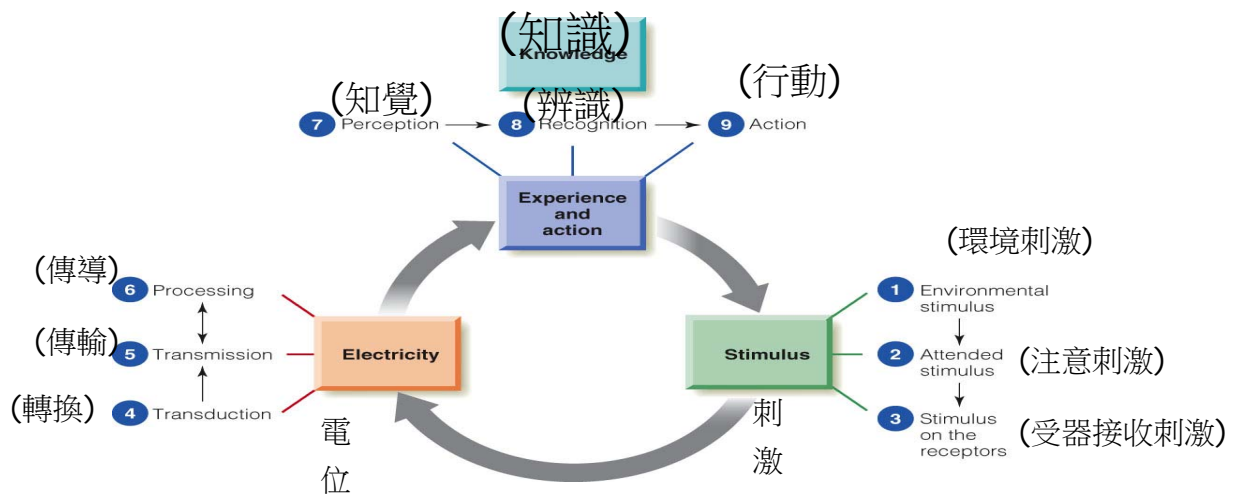 (知識)
Knowledge
(知覺)
(辨識)
(行動)
7 Perception
8 Recognition
9 Action
Experience
and
action
(環境刺激)
(傳導)
6 Processing
1 Environmental
stimulus
(傳輸)
5 Transmission
Electricity
Stimulus
2 Attended
stimulus
(注意刺激)
(轉換)
4 Transduction
電
位
刺
激
3 Stimulus
on the
receptors
(受器接收刺激)